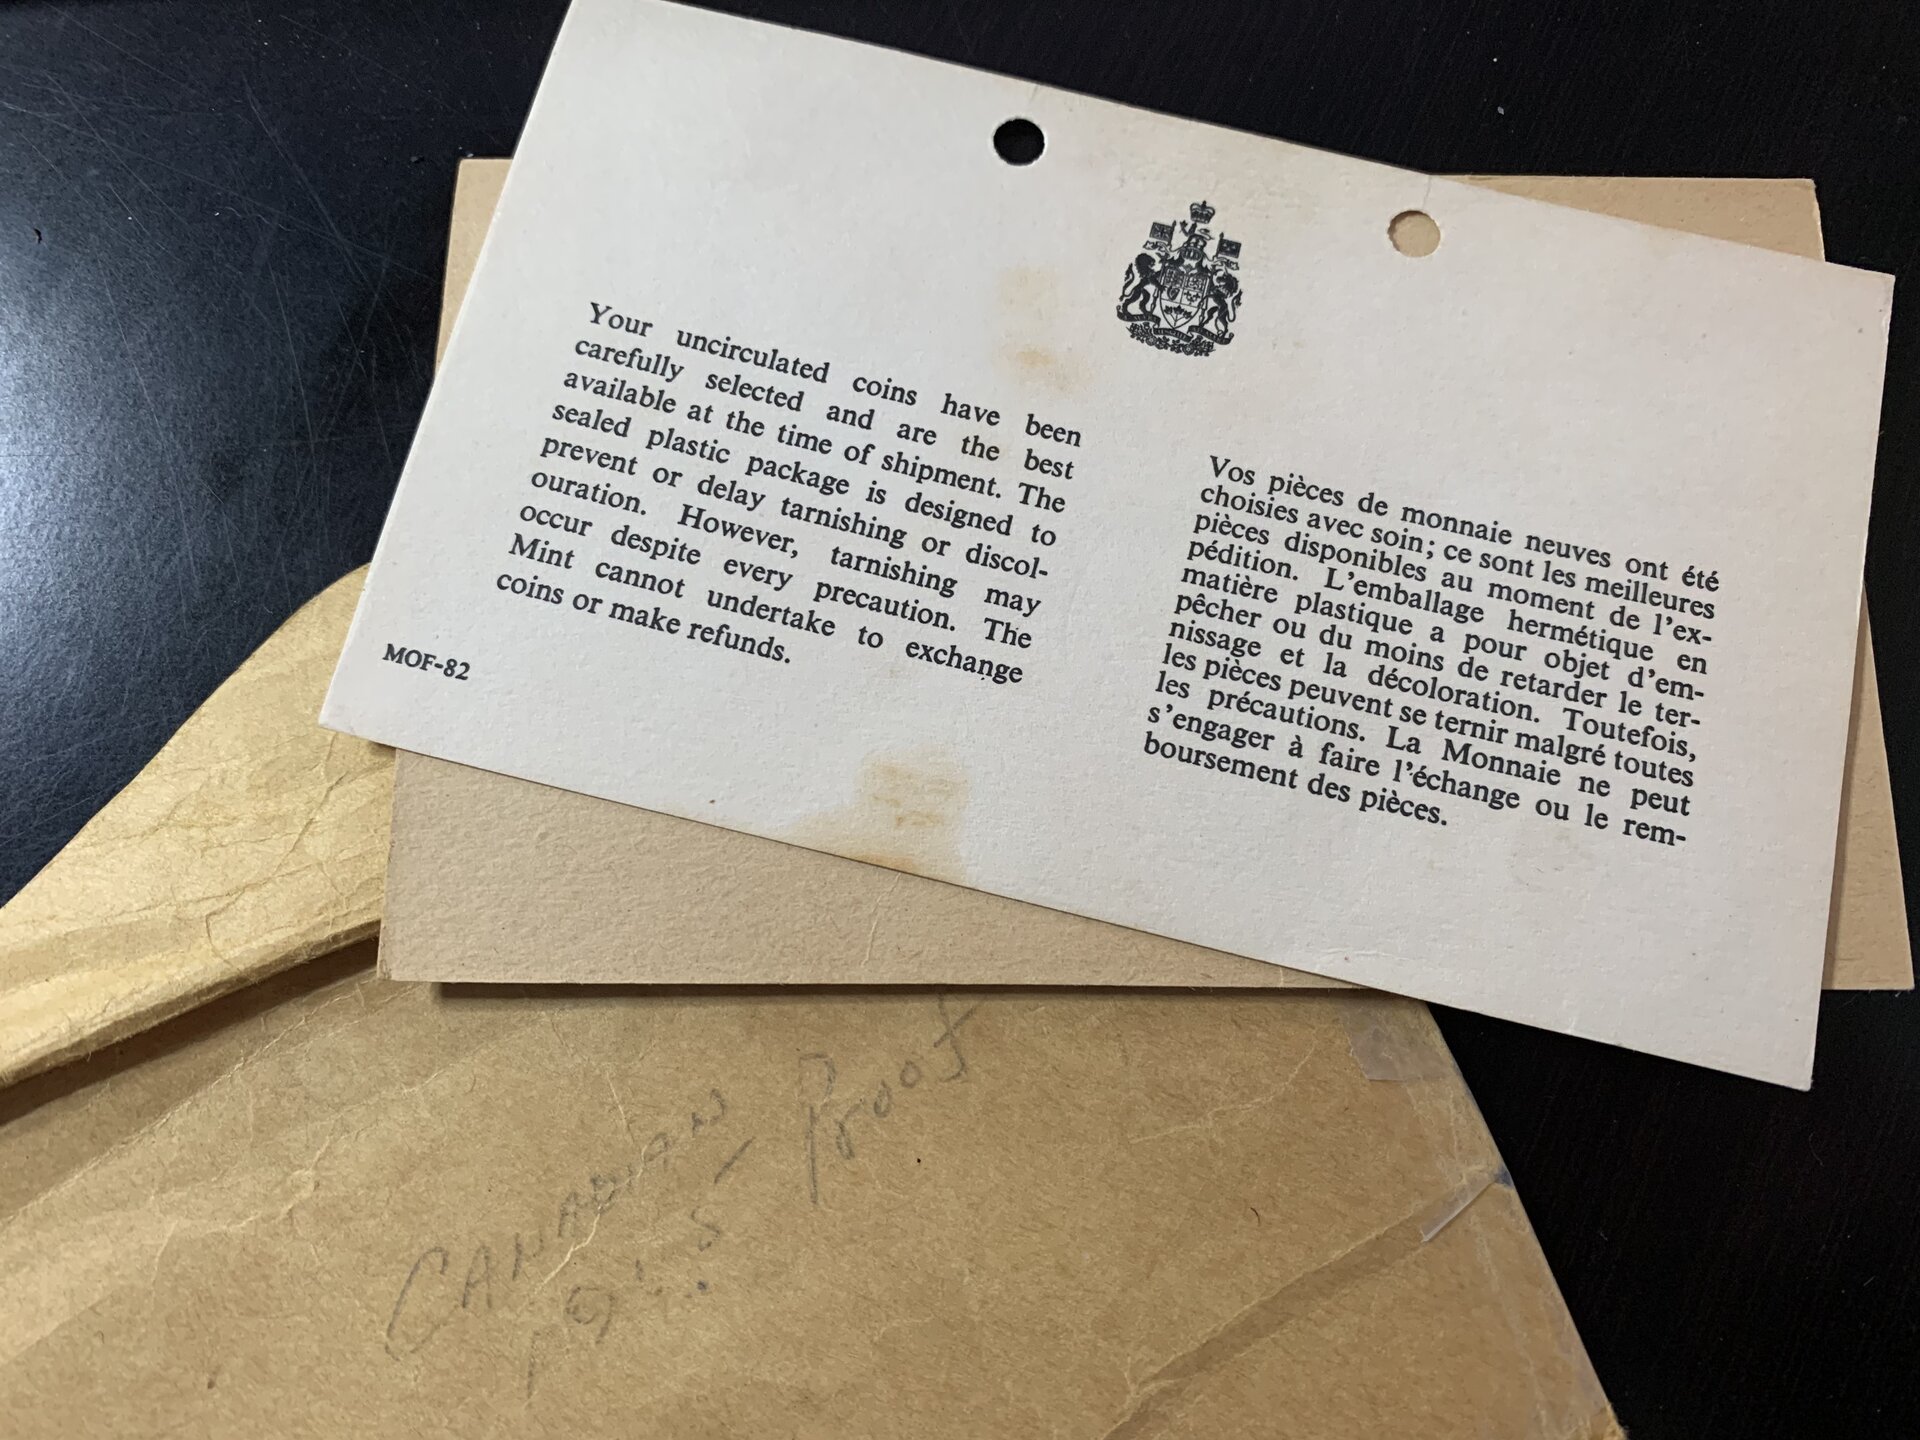 Your uncirculated coins have been
carefully selected and are the best
available at the time of shipment. The
sealed plastic package is designed to
prevent or delay tarnishing or discol-
ouration. However, tarnishing may
occur despite every precaution. The
Mint cannot undertake to exchange
coins or make refunds.
MOF-82
Vos pièces de monnaie neuves ont été
choisies avec soin; ce sont les meilleures
pièces disponibles au moment de l'ex-
pédition. L'emballage hermétique en
matière plastique a pour objet d'em-
pêcher ou du moins de retarder le ter-
nissage et la décoloration. Toutefois,
les pièces peuvent se ternir malgré toutes
les précautions. La Monnaie ne peut
s'engager à faire l'échange ou le rem-
boursement des pièces.
CANADIAN - Proof